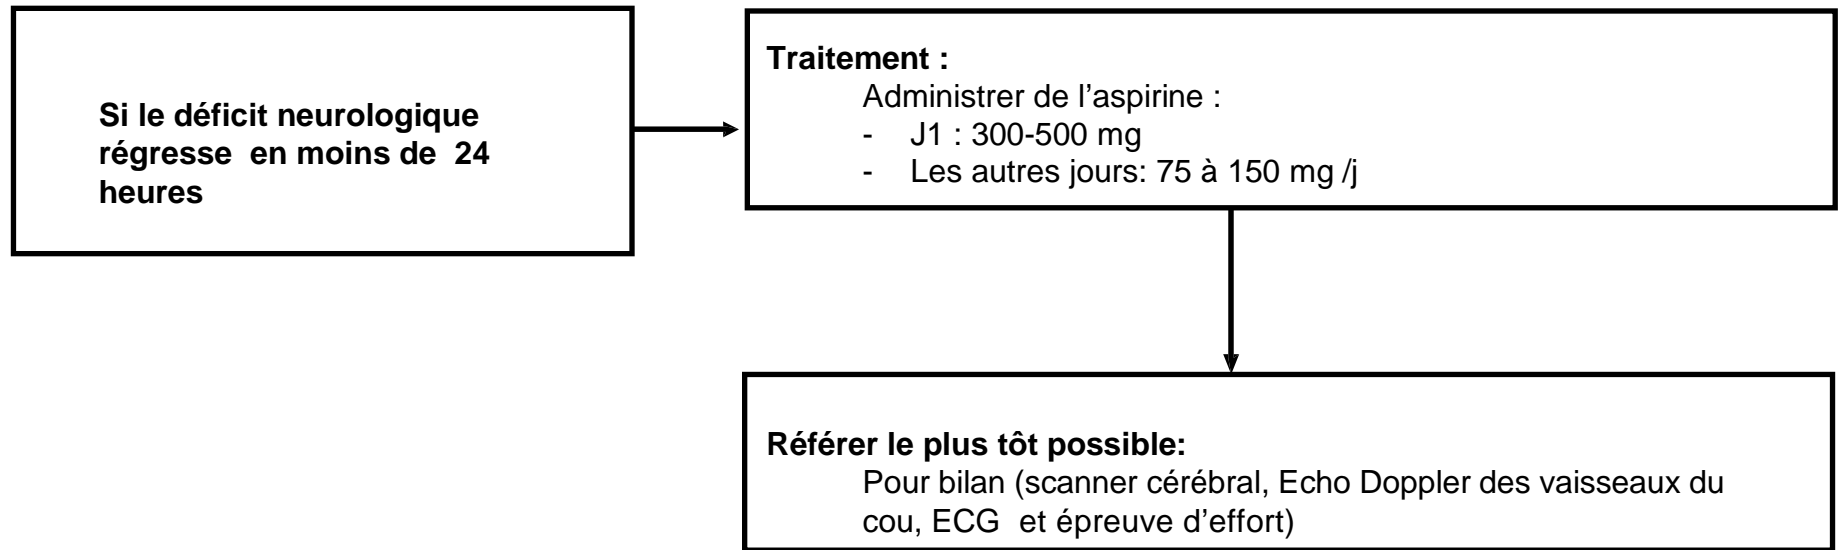 Si le déficit neurologique
régresse en moins de 24
heures
Traitement :
Administrer de l’aspirine :
- J1 : 300-500 mg
- Les autres jours: 75 à 150 mg /j
Référer le plus tôt possible:
Pour bilan (scanner cérébral, Echo Doppler des vaisseaux du
cou, ECG et épreuve d’effort)